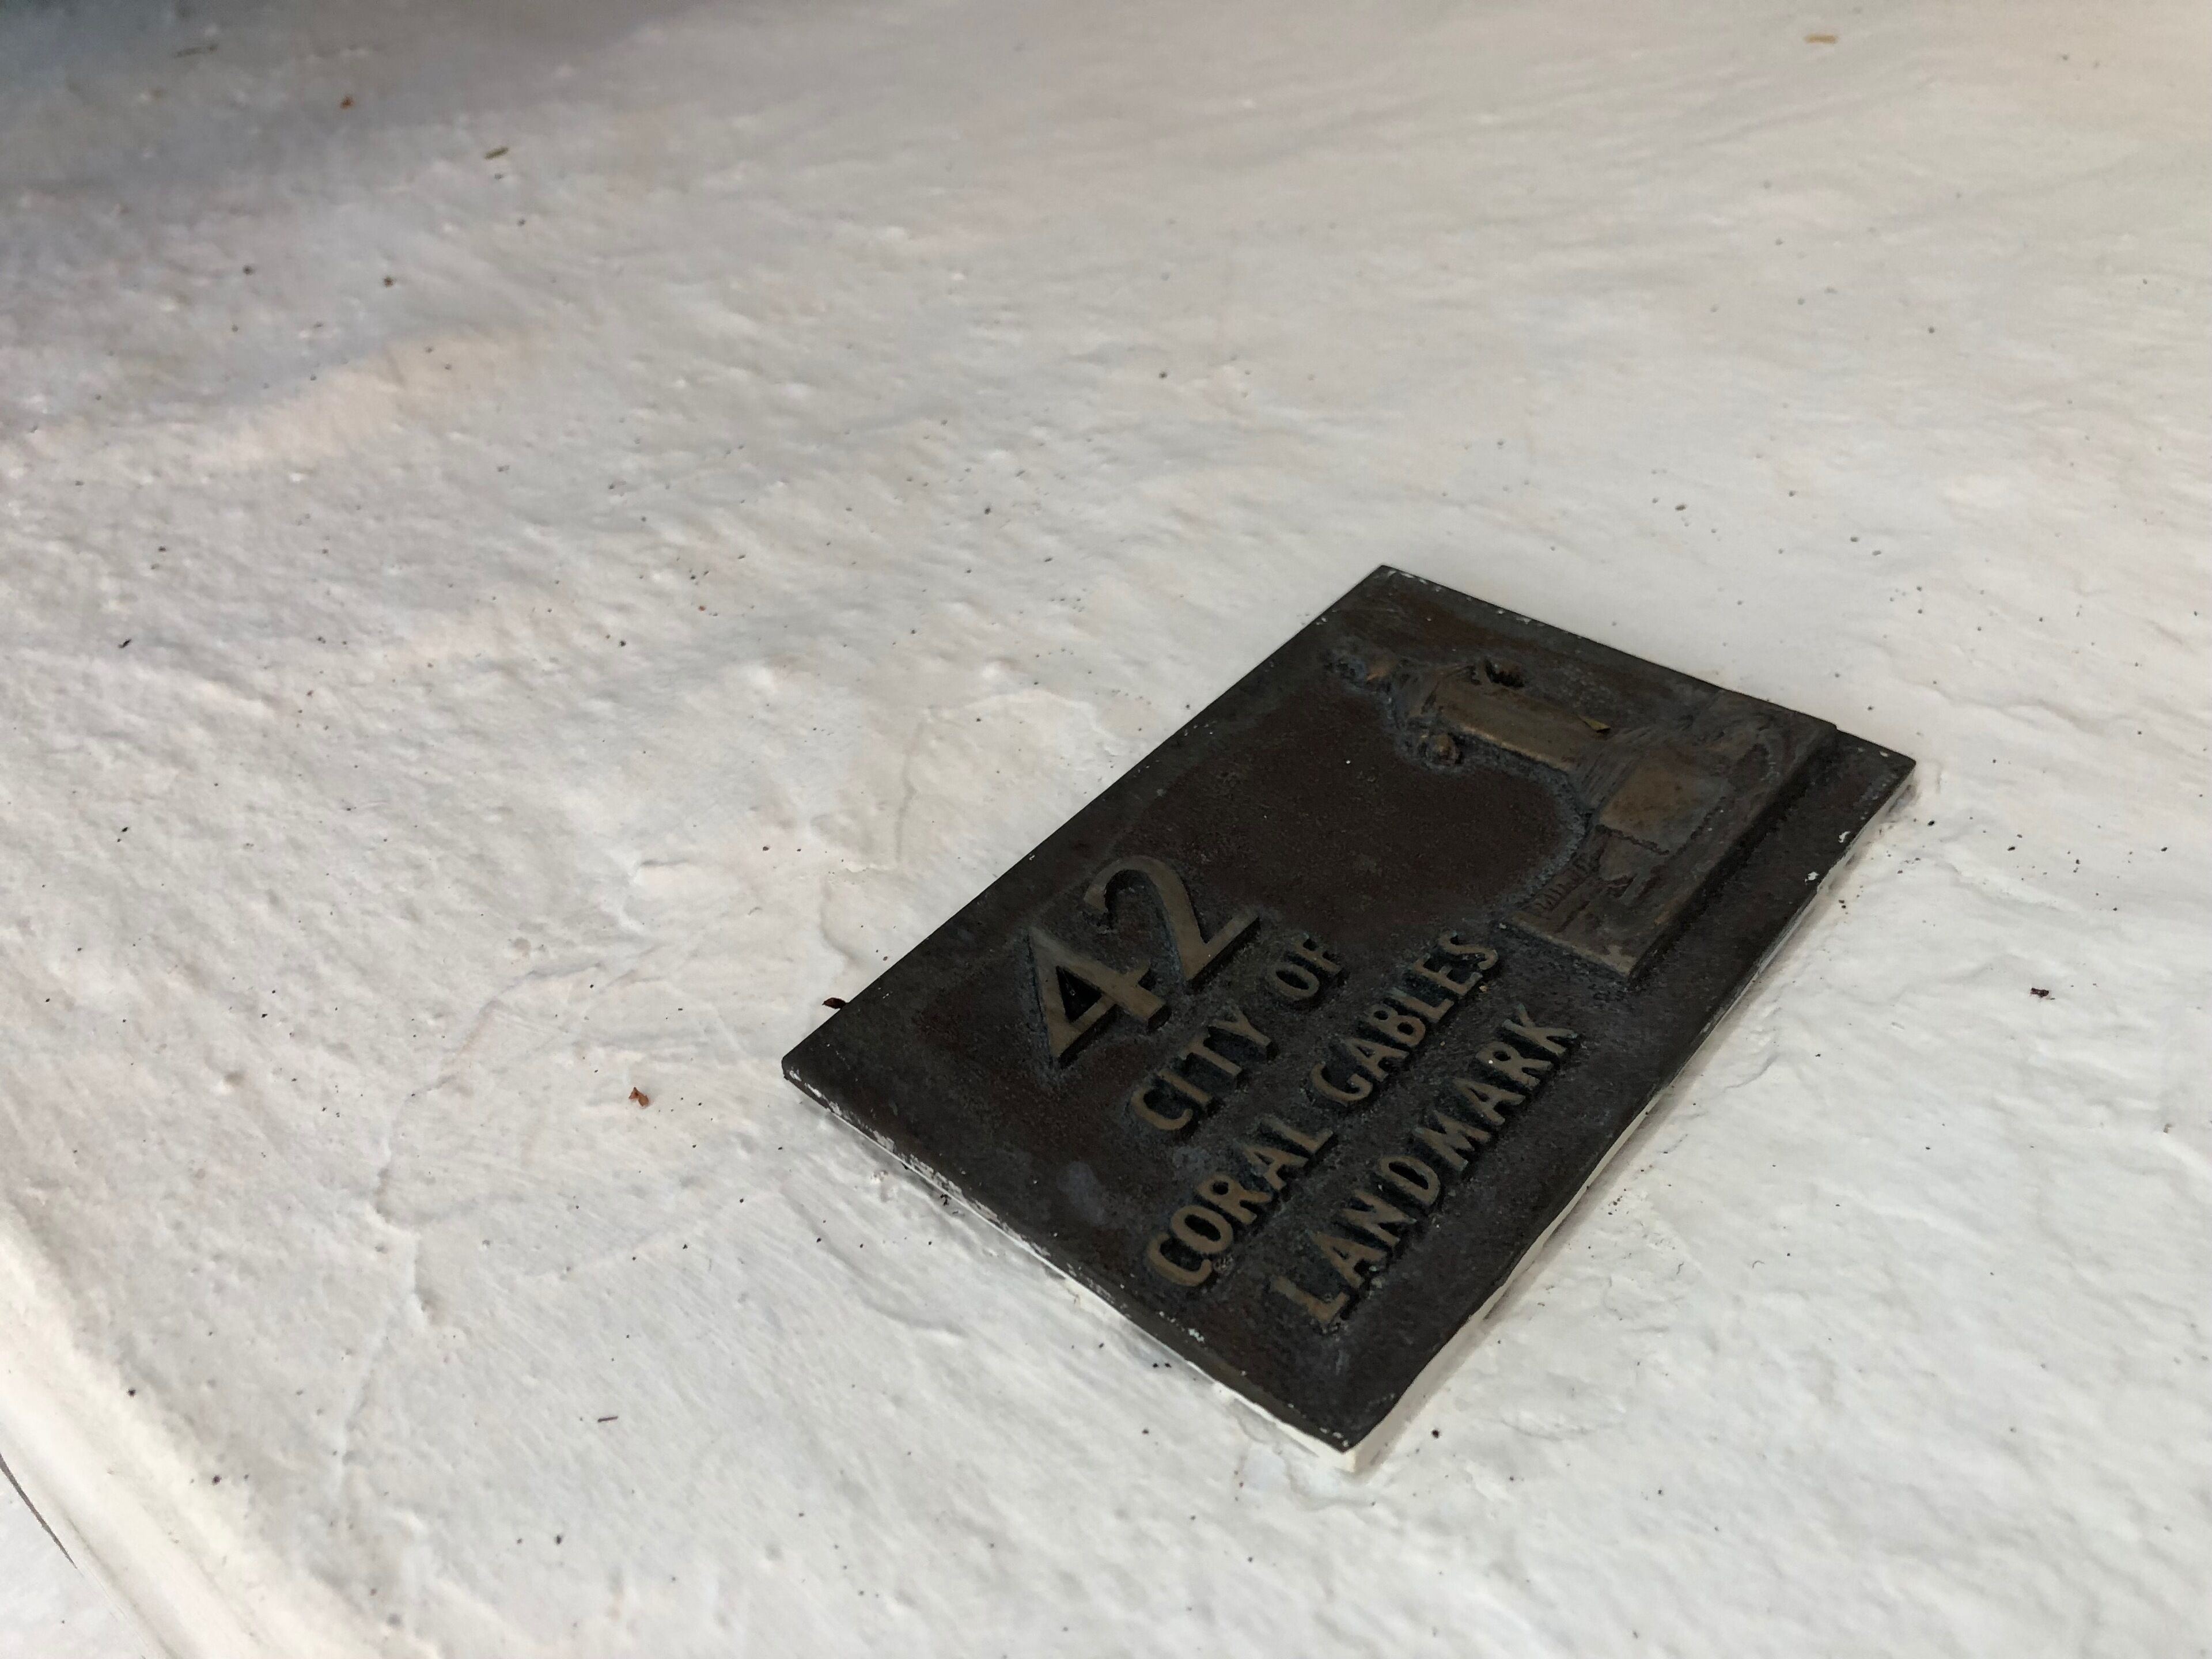 42
CITY OF
CORAL GABLES
LANDMARK